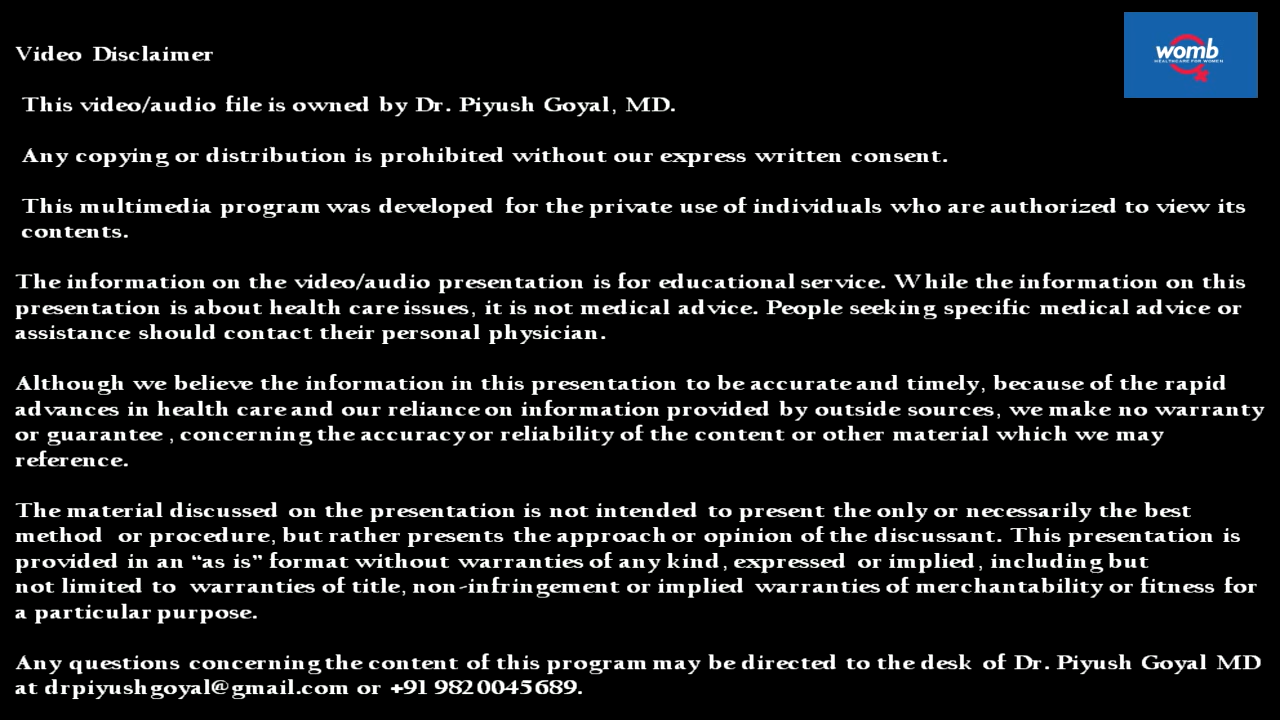 Video Disclaimer
womb
HEALTHCARE FOR WOMEN
This video/audio file is owned by Dr. Piyush Goyal, MD.
Any copying or distribution is prohibited without our express written consent.
This multimedia program was developed for the private use of individuals who are authorized to view its
contents.
The information on the video/audio presentation is for educational service. While the information on this
presentation is about health care issues, it is not medical advice. People seeking specific medical advice or
assistance should contact their personal physician.
Although we believe the information in this presentation to be accurate and timely, because of the rapid
advances in health care and our reliance on information provided by outside sources, we make no warranty
or guarantee , concerning the accuracy or reliability of the content or other material which we may
reference.
The material discussed on the presentation is not intended to present the only or necessarily the best
method or procedure, but rather presents the approach or opinion of the discussant. This presentation is
provided in an “as is” format without warranties of any kind, expressed or implied, including but
not limited to warranties of title, non-infringement or implied warranties of merchantability or fitness for
a particular purpose.
Any questions concerning the content of this program may be directed to the desk of Dr. Piyush Goyal MD
at drpiyushgoyal@gmail.com or +91 9820045689.